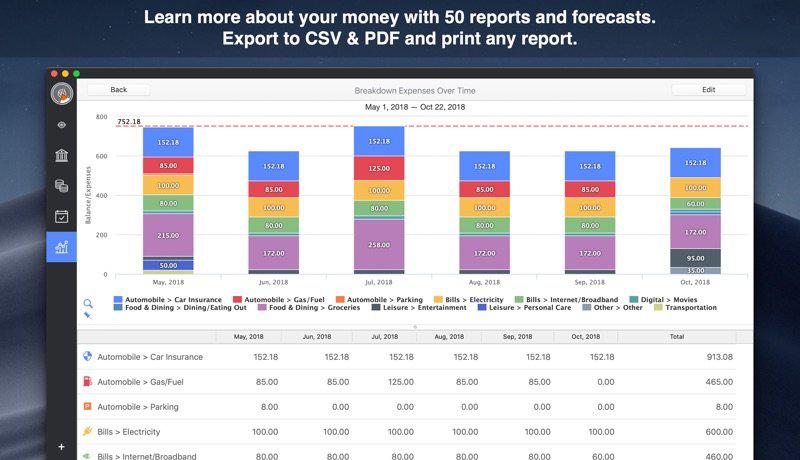 Learn more about your money with 50 reports and forecasts.
Export to CSV & PDF and print any report.
Back Breakdown Expenses Over Time Edit
May 1, 2018 — Oct 22, 2018
Balance/Expenses
800
752.18
600
400
200
0
152.18 85.00 100.00 80.00 215.00 50.00
152.18 85.00 100.00 80.00 172.00
152.18 125.00 100.00 80.00 258.00
152.18 85.00 100.00 80.00 172.00
152.18 85.00 100.00 80.00 172.00
152.18 100.00 60.00 172.00 95.00 35.00
May, 2018 Jun, 2018 Jul, 2018 Aug, 2018 Sep, 2018 Oct, 2018
Automobile > Car Insurance Automobile > Gas/Fuel Automobile > Parking Bills > Electricity Bills > Internet/Broadband Digital > Movies
Food & Dining > Dining/Eating Out Food & Dining > Groceries Leisure > Entertainment Leisure > Personal Care Other > Other Transportation
May, 2018 Jun, 2018 Jul, 2018 Aug, 2018 Sep, 2018 Oct, 2018 Total
Automobile > Car Insurance 152.18 152.18 152.18 152.18 152.18 152.18 913.08
Automobile > Gas/Fuel 85.00 85.00 125.00 85.00 85.00 0.00 465.00
P Automobile > Parking 8.00 0.00 0.00 0.00 0.00 0.00 8.00
Bills > Electricity 100.00 100.00 100.00 100.00 100.00 100.00 600.00
Bills > Internet/Broadband 80.00 80.00 80.00 80.00 80.00 60.00 460.00